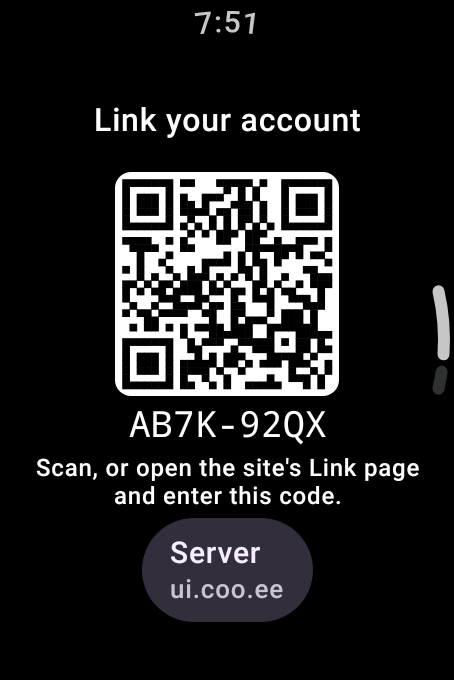 7:51
Link your account
AB7K-92QX
Scan, or open the site's Link page
and enter this code.
Server
ui.coo.ee